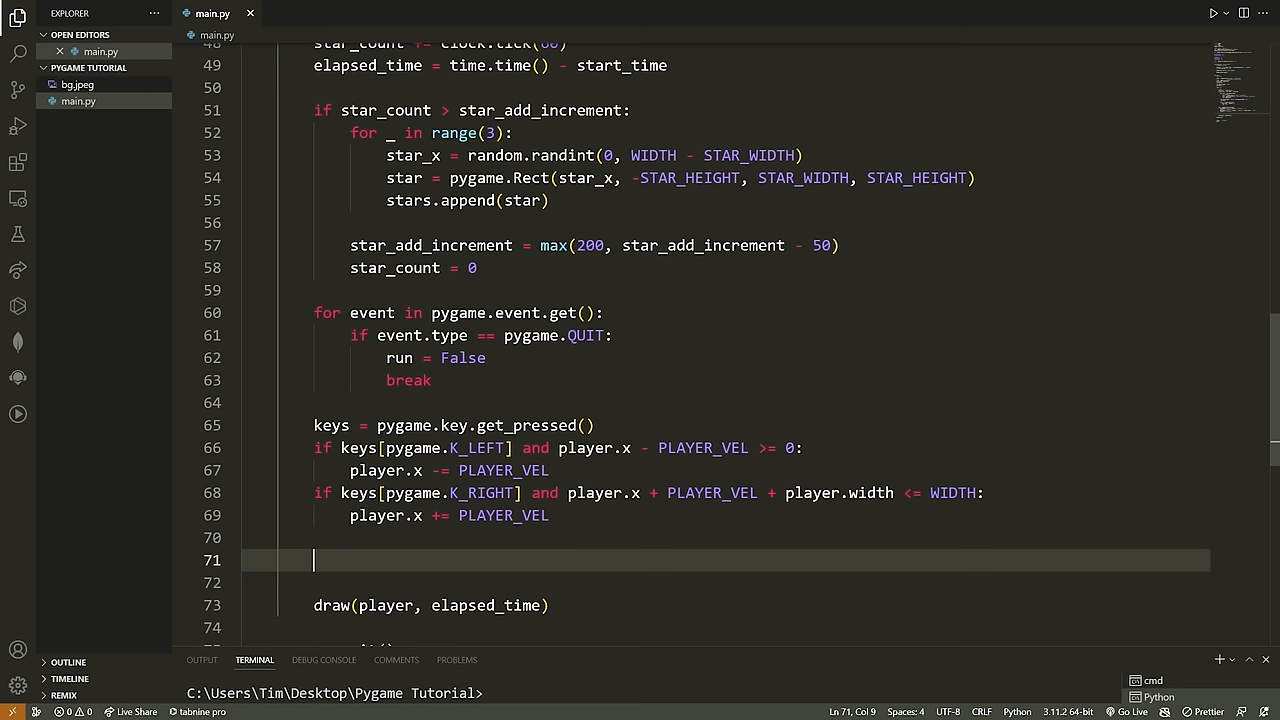 EXPLORER
OPEN EDITORS
main.py
PYGAME TUTORIAL
bg.jpeg
main.py
OUTLINE
TIMELINE
REMIX
main.py
main.py
48 star_count += clock.tick(60)
49 elapsed_time = time.time() - start_time
50
51 if star_count > star_add_increment:
52 for _ in range(3):
53 star_x = random.randint(0, WIDTH - STAR_WIDTH)
54 star = pygame.Rect(star_x, -STAR_HEIGHT, STAR_WIDTH, STAR_HEIGHT)
55 stars.append(star)
56
57 star_add_increment = max(200, star_add_increment - 50)
58 star_count = 0
59
60 for event in pygame.event.get():
61 if event.type == pygame.QUIT:
62 run = False
63 break
64
65 keys = pygame.key.get_pressed()
66 if keys[pygame.K_LEFT] and player.x - PLAYER_VEL >= 0:
67 player.x -= PLAYER_VEL
68 if keys[pygame.K_RIGHT] and player.x + PLAYER_VEL + player.width <= WIDTH:
69 player.x += PLAYER_VEL
70
71
72
73 draw(player, elapsed_time)
74
OUTPUT TERMINAL DEBUG CONSOLE COMMENTS PROBLEMS
C:\Users\Tim\Desktop\Pygame Tutorial>
cmd
Python
0 0 Live Share tabnine pro Ln 71, Col 9 Spaces: 4 UTF-8 CRLF Python 3.11.2 64-bit Go Live Prettier